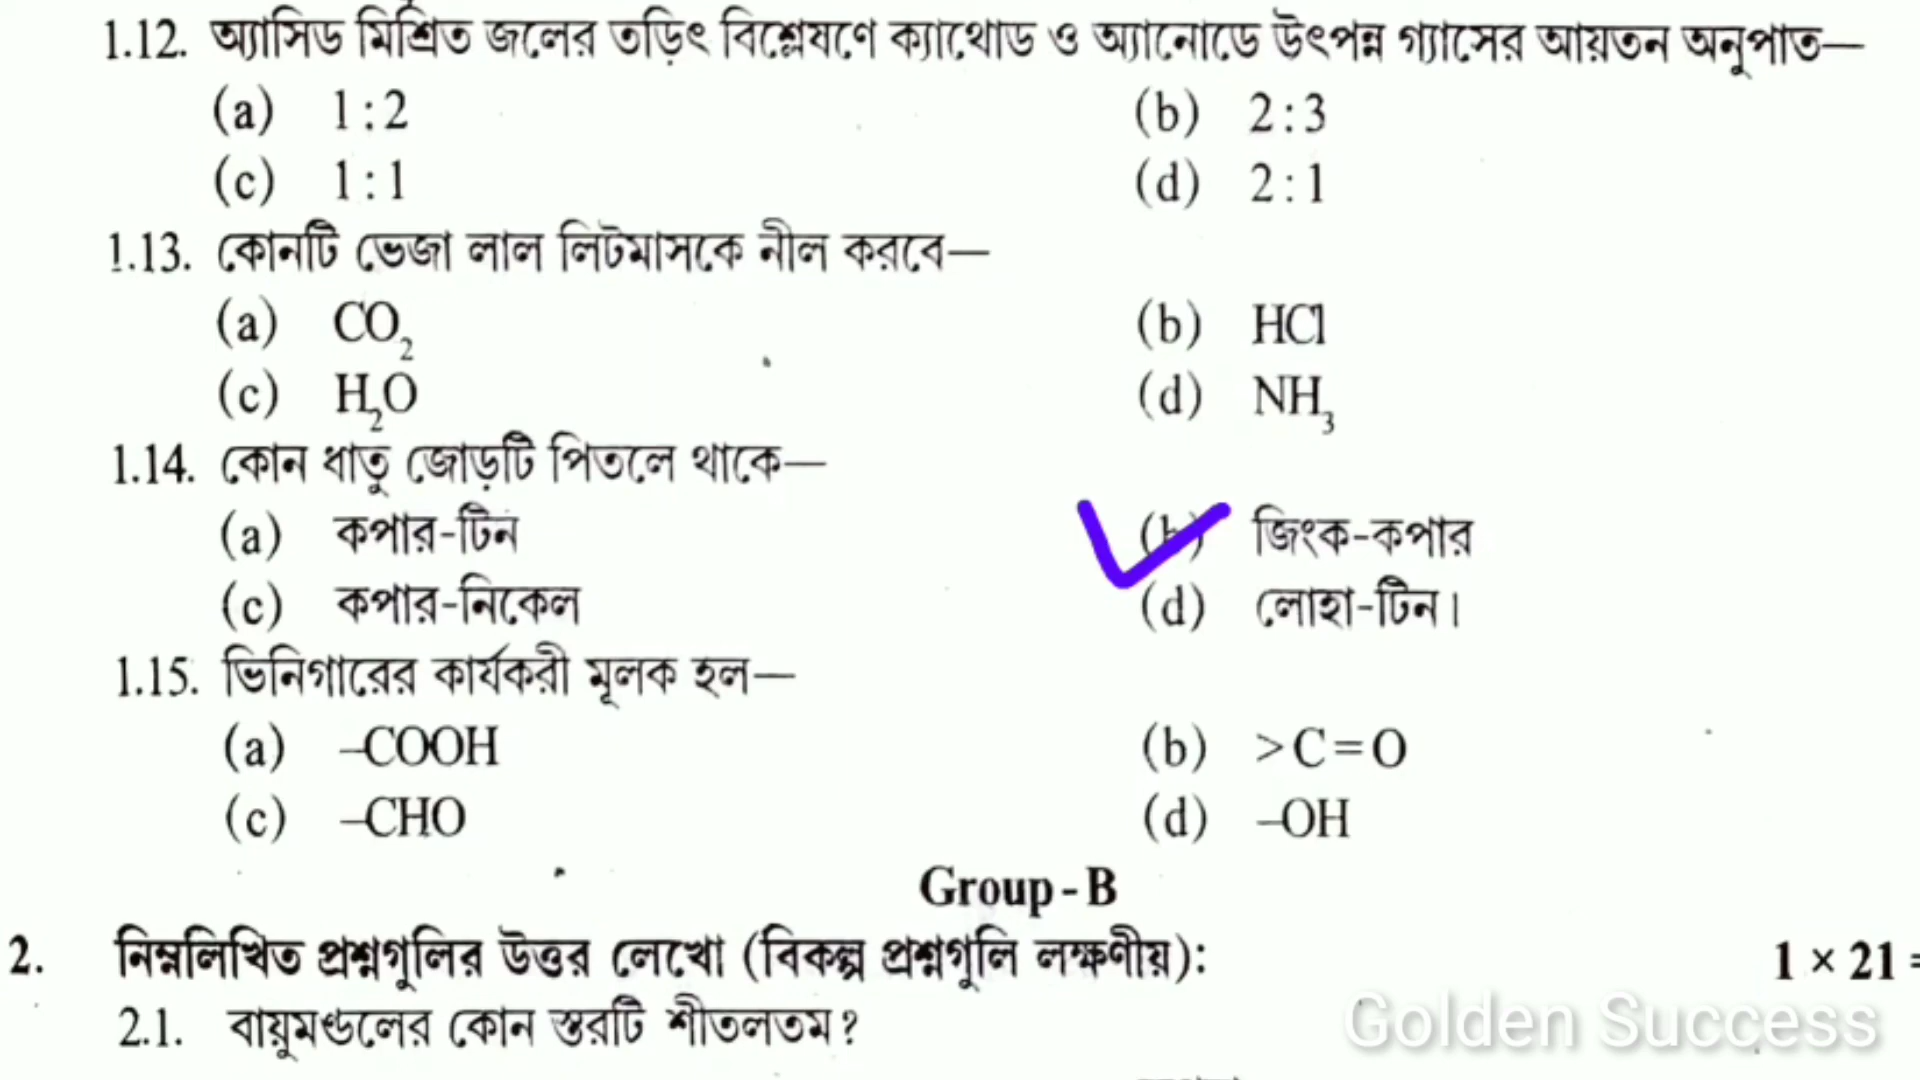 1.12. অ্যাসিড মিশ্রিত জলের তড়িৎ বিশ্লেষণে ক্যাথোড ও অ্যানোডে উৎপন্ন গ্যাসের আয়তন অনুপাত—
(a) 1:2 (b) 2:3
(c) 1:1 (d) 2:1
1.13. কোনটি ভেজা লাল লিটমাসকে নীল করবে—
(a) CO₂ (b) HCl
(c) H₂O (d) NH₃
1.14. কোন ধাতু জোড়টি পিতলে থাকে—
(a) কপার-টিন (b) জিংক-কপার
(c) কপার-নিকেল (d) লোহা-টিন।
1.15. ভিনিগারের কার্যকরী মূলক হল—
(a) –COOH (b) >C=O
(c) –CHO (d) –OH
Group - B
2. নিম্নলিখিত প্রশ্নগুলির উত্তর লেখো (বিকল্প প্রশ্নগুলি লক্ষণীয়): 1 × 21 =
2.1. বায়ুমণ্ডলের কোন স্তরটি শীতলতম?
Golden Success